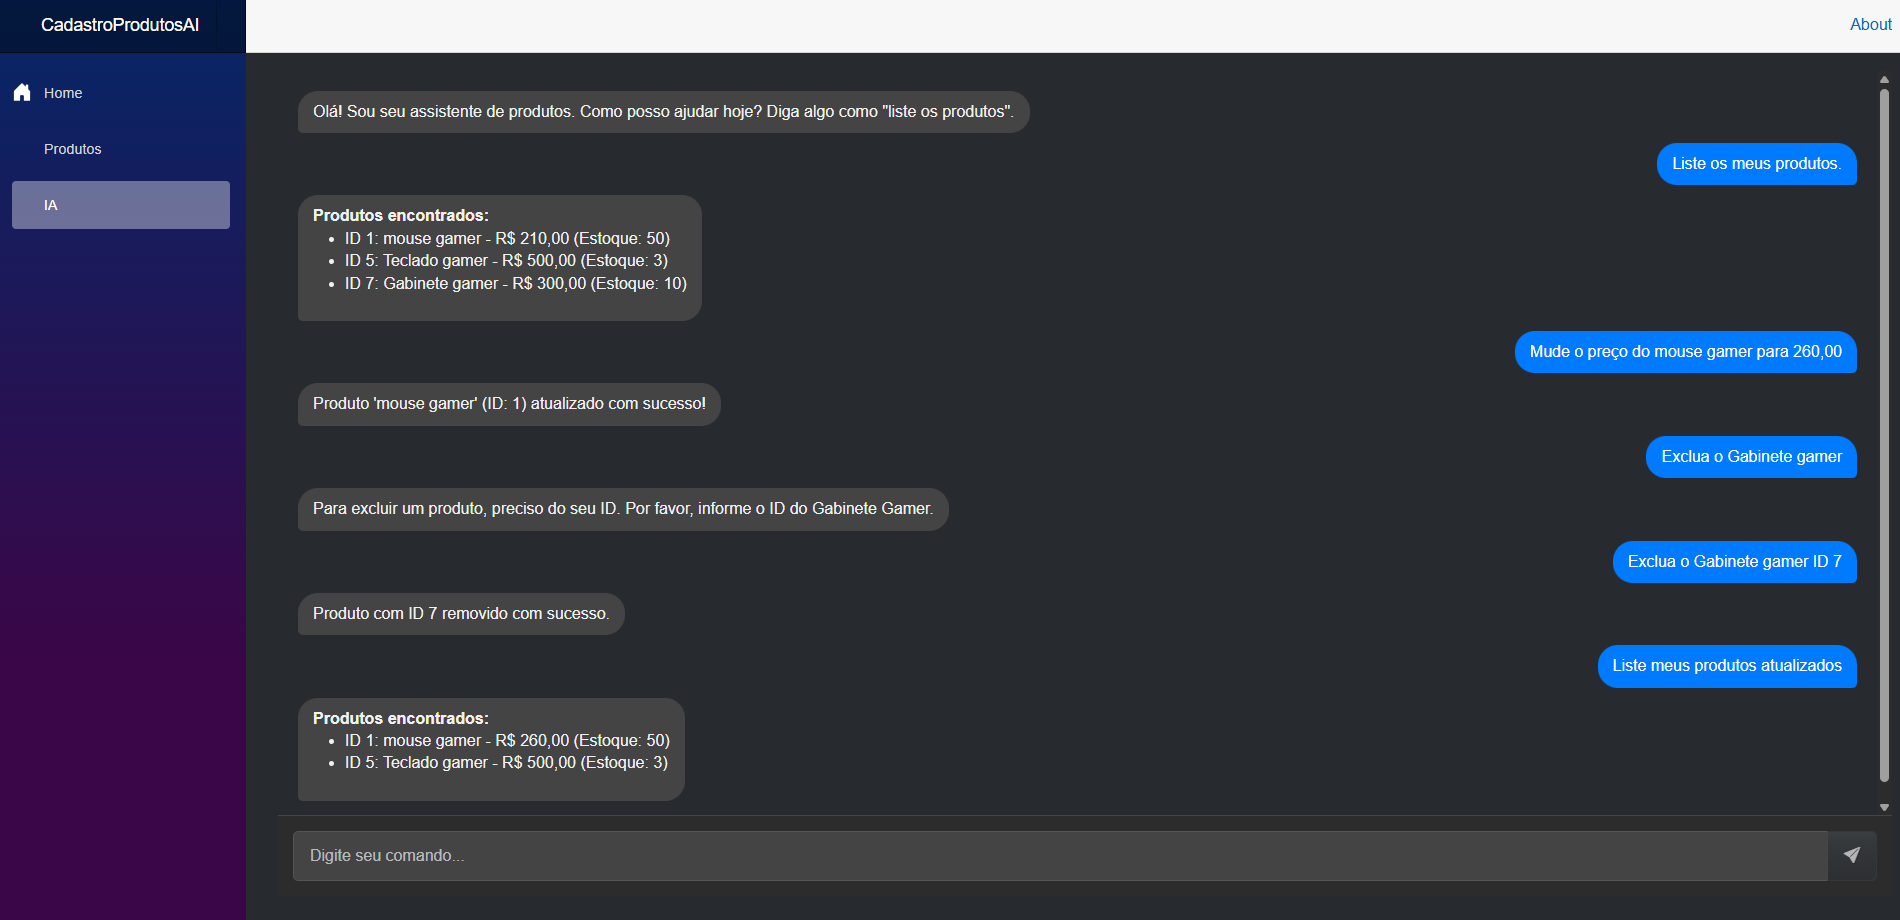 CadastroProdutosAI
About
Home
Produtos
IA
Olá! Sou seu assistente de produtos. Como posso ajudar hoje? Diga algo como "liste os produtos".
Liste os meus produtos.
Produtos encontrados:
• ID 1: mouse gamer - R$ 210,00 (Estoque: 50)
• ID 5: Teclado gamer - R$ 500,00 (Estoque: 3)
• ID 7: Gabinete gamer - R$ 300,00 (Estoque: 10)
Mude o preço do mouse gamer para 260,00
Produto 'mouse gamer' (ID: 1) atualizado com sucesso!
Exclua o Gabinete gamer
Para excluir um produto, preciso do seu ID. Por favor, informe o ID do Gabinete Gamer.
Exclua o Gabinete gamer ID 7
Produto com ID 7 removido com sucesso.
Liste meus produtos atualizados
Produtos encontrados:
• ID 1: mouse gamer - R$ 260,00 (Estoque: 50)
• ID 5: Teclado gamer - R$ 500,00 (Estoque: 3)
Digite seu comando...